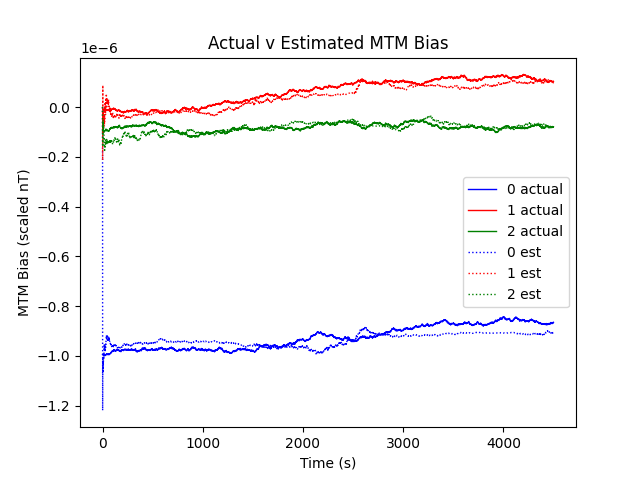 Actual v Estimated MTM Bias
1e−6
MTM Bias (scaled nT)
0.0
−0.2
−0.4
−0.6
−0.8
−1.0
−1.2
0 actual
1 actual
2 actual
0 est
1 est
2 est
0 1000 2000 3000 4000
Time (s)